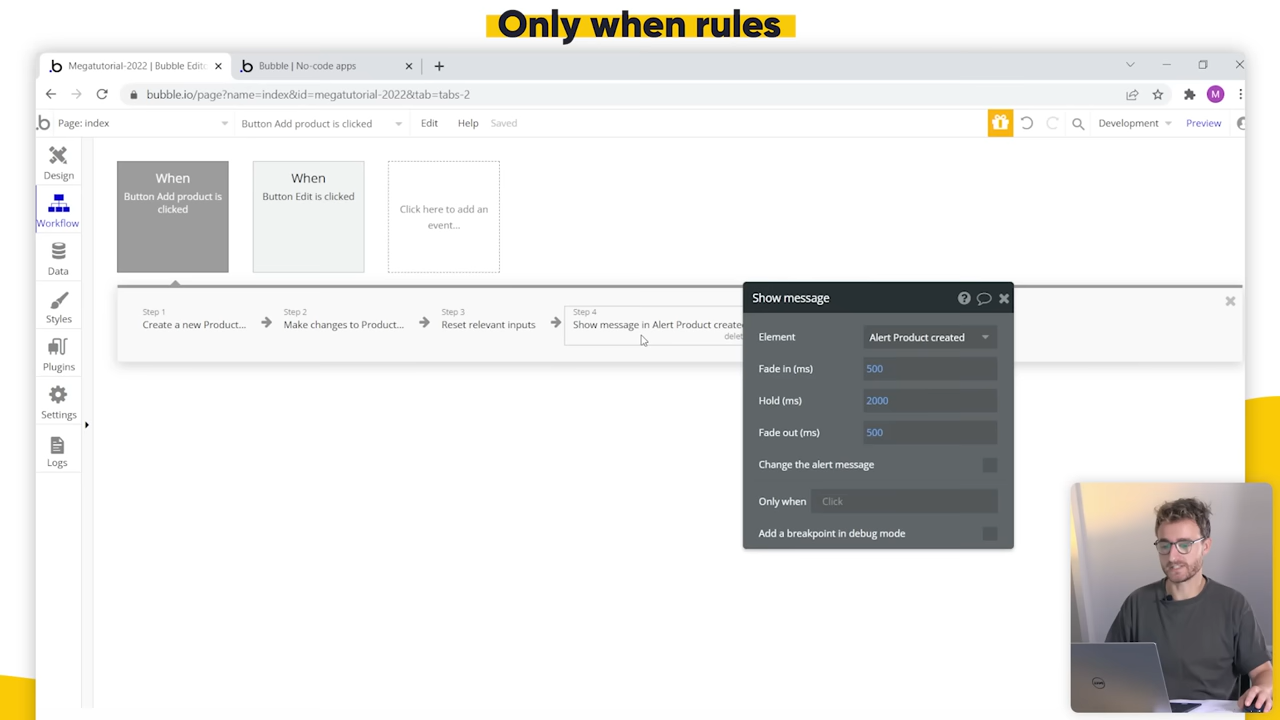 Only when rules
Megatutorial-2022 | Bubble Edito
Bubble | No-code apps
bubble.io/page?name=index&id=megatutorial-2022&tab=tabs-2
M
Page: index
Button Add product is clicked
Edit
Help
Saved
Development
Preview
Design
Workflow
Data
Styles
Plugins
Settings
Logs
When
Button Add product is
clicked
When
Button Edit is clicked
Click here to add an
event...
Step 1
Create a new Product...
Step 2
Make changes to Product...
Step 3
Reset relevant inputs
Step 4
Show message in Alert Product created
delet
Show message
Element
Alert Product created
Fade in (ms)
500
Hold (ms)
2000
Fade out (ms)
500
Change the alert message
Only when
Click
Add a breakpoint in debug mode
DELL